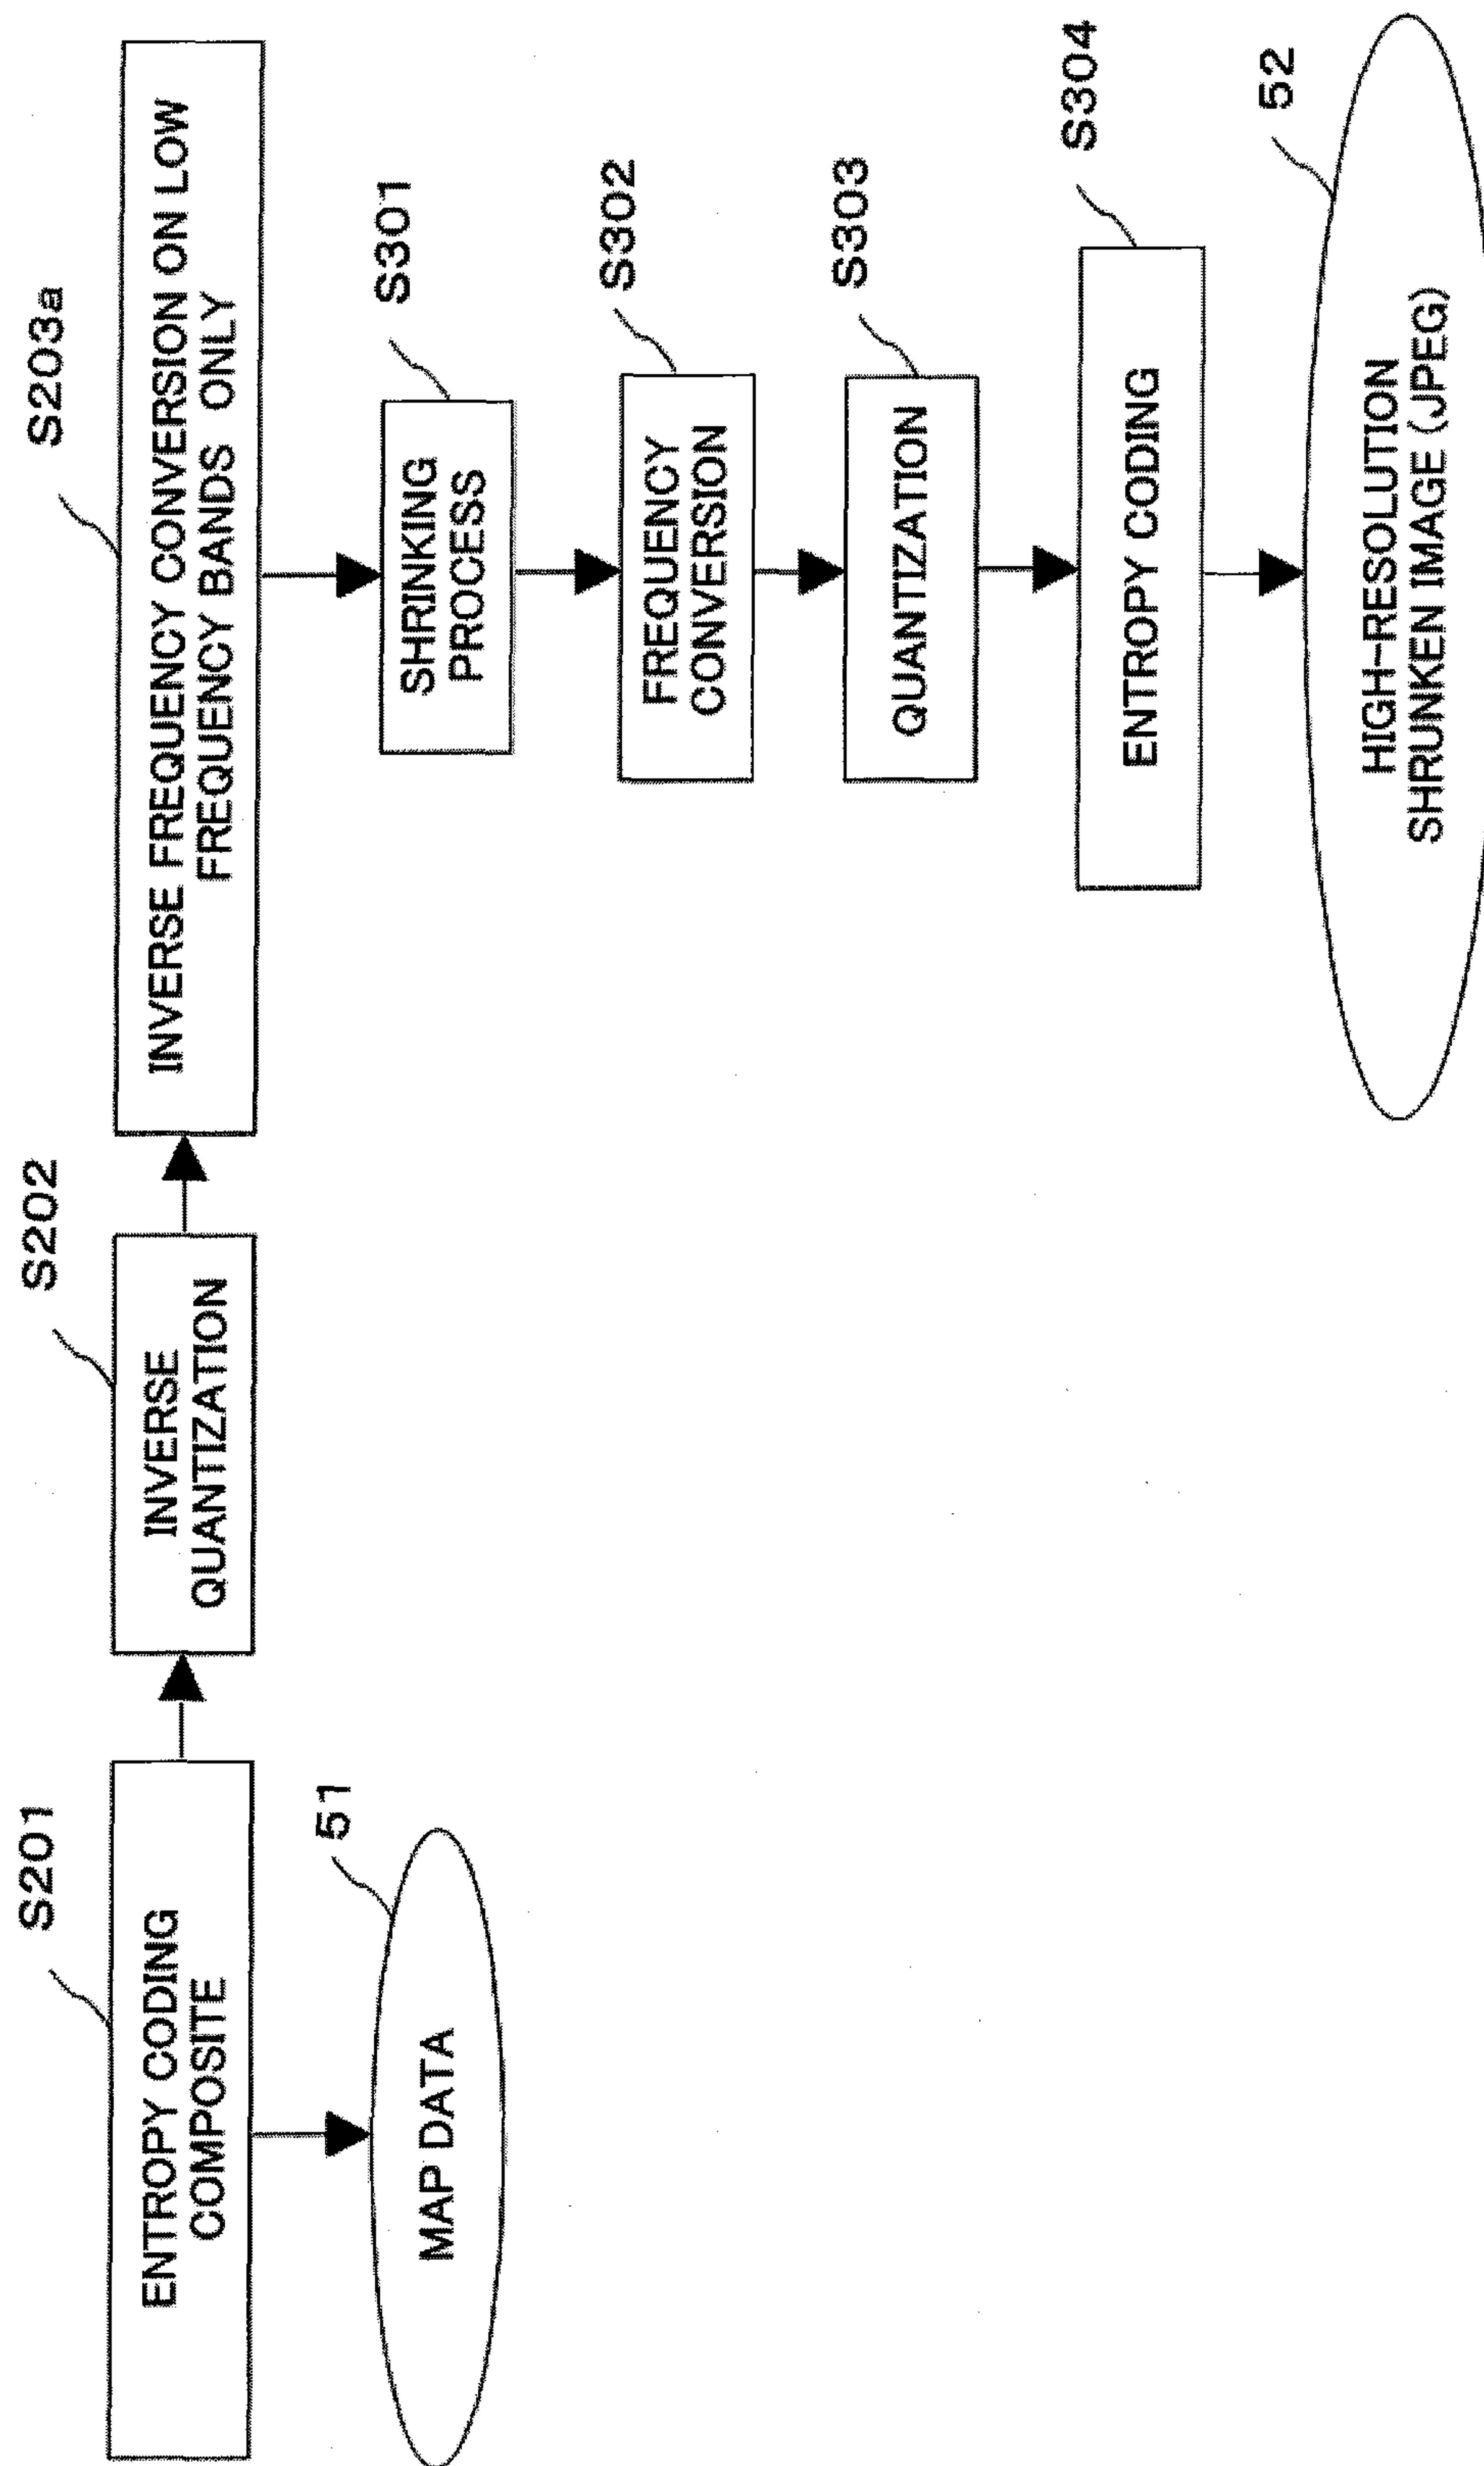 S201
ENTROPY CODING
COMPOSITE
51
MAP DATA
S202
INVERSE
QUANTIZATION
S203a
INVERSE FREQUENCY CONVERSION ON LOW
FREQUENCY BANDS ONLY
S301
SHRINKING
PROCESS
S302
FREQUENCY
CONVERSION
S303
QUANTIZATION
S304
ENTROPY CODING
52
HIGH-RESOLUTION
SHRUNKEN IMAGE (JPEG)